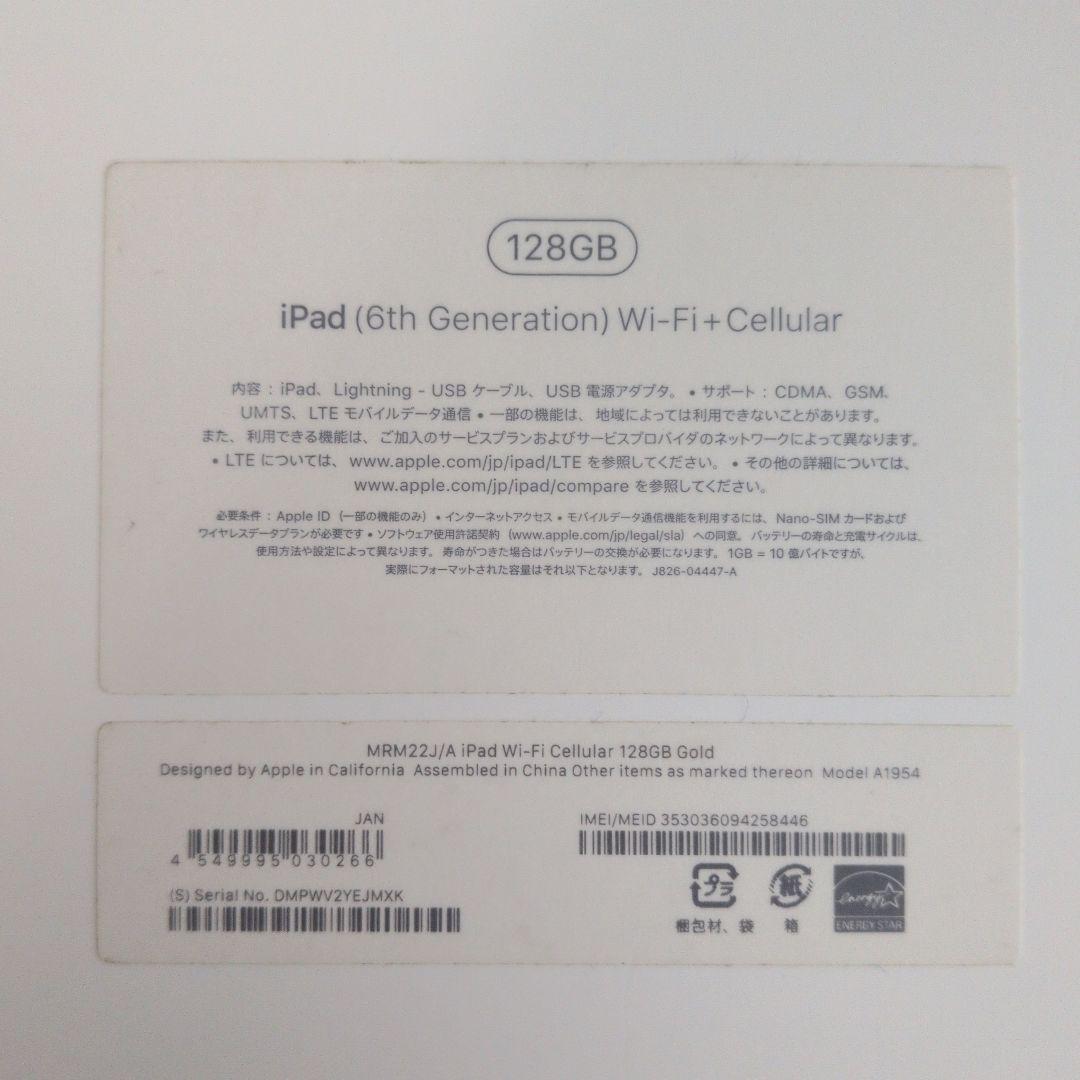 128GB
iPad (6th Generation) Wi-Fi + Cellular
内容 : iPad、Lightning - USB ケーブル、USB 電源アダプタ。 • サポート : CDMA、GSM、
UMTS、LTE モバイルデータ通信 • 一部の機能は、地域によっては利用できないことがあります。
また、利用できる機能は、ご加入のサービスプランおよびサービスプロバイダのネットワークによって異なります。
• LTE については、www.apple.com/jp/ipad/LTE を参照してください。 • その他の詳細については、
www.apple.com/jp/ipad/compare を参照してください。
必要条件 : Apple ID（一部の機能のみ） • インターネットアクセス • モバイルデータ通信機能を利用するには、Nano-SIM カードおよび
ワイヤレスデータプランが必要です • ソフトウェア使用許諾契約（www.apple.com/jp/legal/sla）への同意。バッテリーの寿命と充電サイクルは、
使用方法や設定によって異なります。寿命がつきた場合はバッテリーの交換が必要になります。1GB = 10 億バイトですが、
実際にフォーマットされた容量はそれ以下となります。 J826-04447-A
MRM22J/A iPad Wi-Fi Cellular 128GB Gold
Designed by Apple in California Assembled in China Other items as marked thereon Model A1954
JAN
4 549995 030266
(S) Serial No. DMPWV2YEJMXK
IMEI/MEID 353036094258446
プラ
紙
energy
ENERGY STAR
梱包材、袋
箱